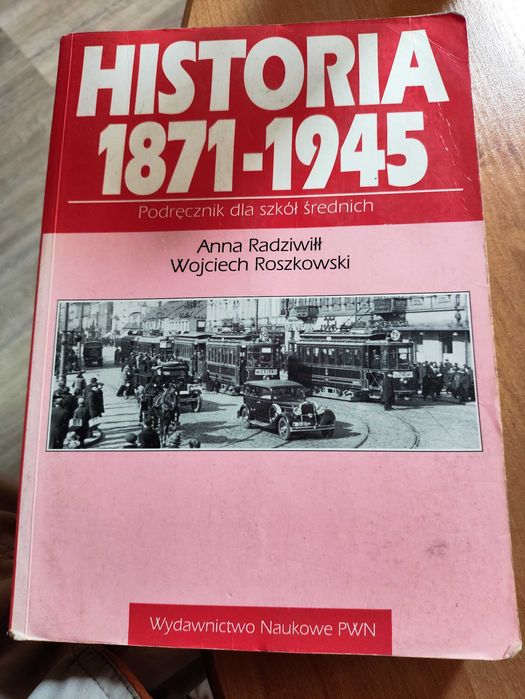 HISTORIA
1871-1945
Podręcznik dla szkół średnich
Anna Radziwiłł
Wojciech Roszkowski
Wydawnictwo Naukowe PWN